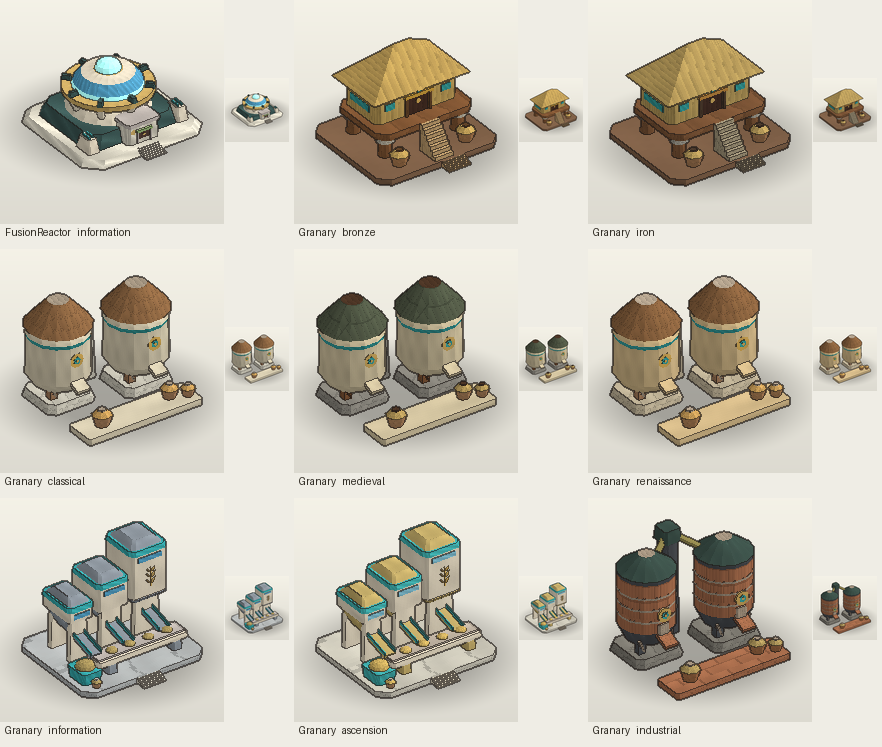 FusionReactor information
Granary bronze
Granary iron
Granary classical
Granary medieval
Granary renaissance
Granary information
Granary ascension
Granary industrial